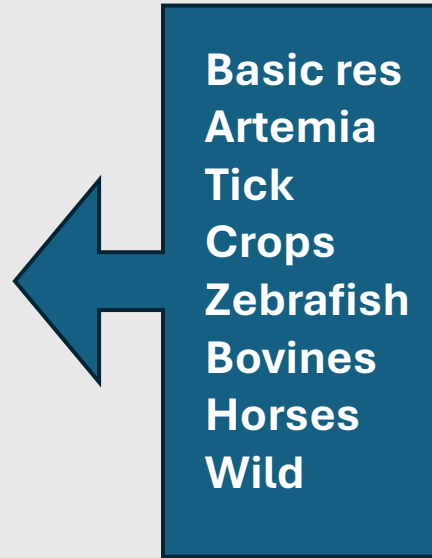 Basic res
Artemia
Tick
Crops
Zebrafish
Bovines
Horses
Wild